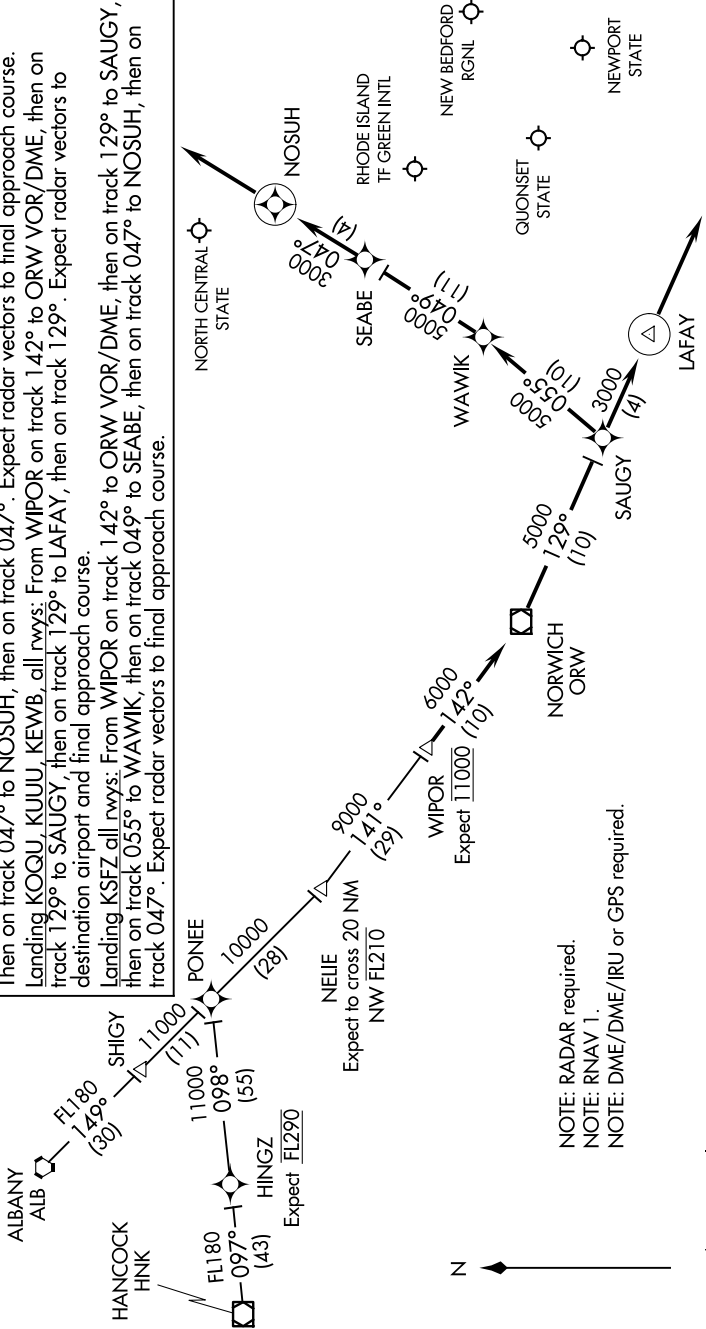 then on track 047° to NOSUH, then on track 047°. Expect radar vectors to final approach course.
Landing KOQU, KUUU, KEWB, all rwys: From WIPOR on track 142° to ORW VOR/DME, then on
track 129° to SAUGY, then on track 129° to LAFAY, then on track 129°. Expect radar vectors to
destination airport and final approach course.
Landing KSFZ all rwys: From WIPOR on track 142° to ORW VOR/DME, then on track 129° to SAUGY,
then on track 055° to WAWIK, then on track 049° to SEABE, then on track 047° to NOSUH, then on
track 047°. Expect radar vectors to final approach course.
ALBANY
ALB
FL180
149°
(30)
SHIGY
11000
(11)
PONEE
HANCOCK
HNK
FL180
097°
(43)
HINGZ
Expect FL290
11000
098°
(55)
10000
(28)
NELIE
Expect to cross 20 NM
NW FL210
9000
141°
(29)
WIPOR
Expect 11000
6000
142°
(10)
NORWICH
ORW
5000
129°
(10)
SAUGY
3000
(4)
LAFAY
5000
055°
(10)
WAWIK
5000
049°
(11)
SEABE
3000
047°
(4)
NOSUH
NORTH CENTRAL
STATE
RHODE ISLAND
TF GREEN INTL
NEW BEDFORD
RGNL
QUONSET
STATE
NEWPORT
STATE
NOTE: RADAR required.
NOTE: RNAV 1.
NOTE: DME/DME/IRU or GPS required.
N